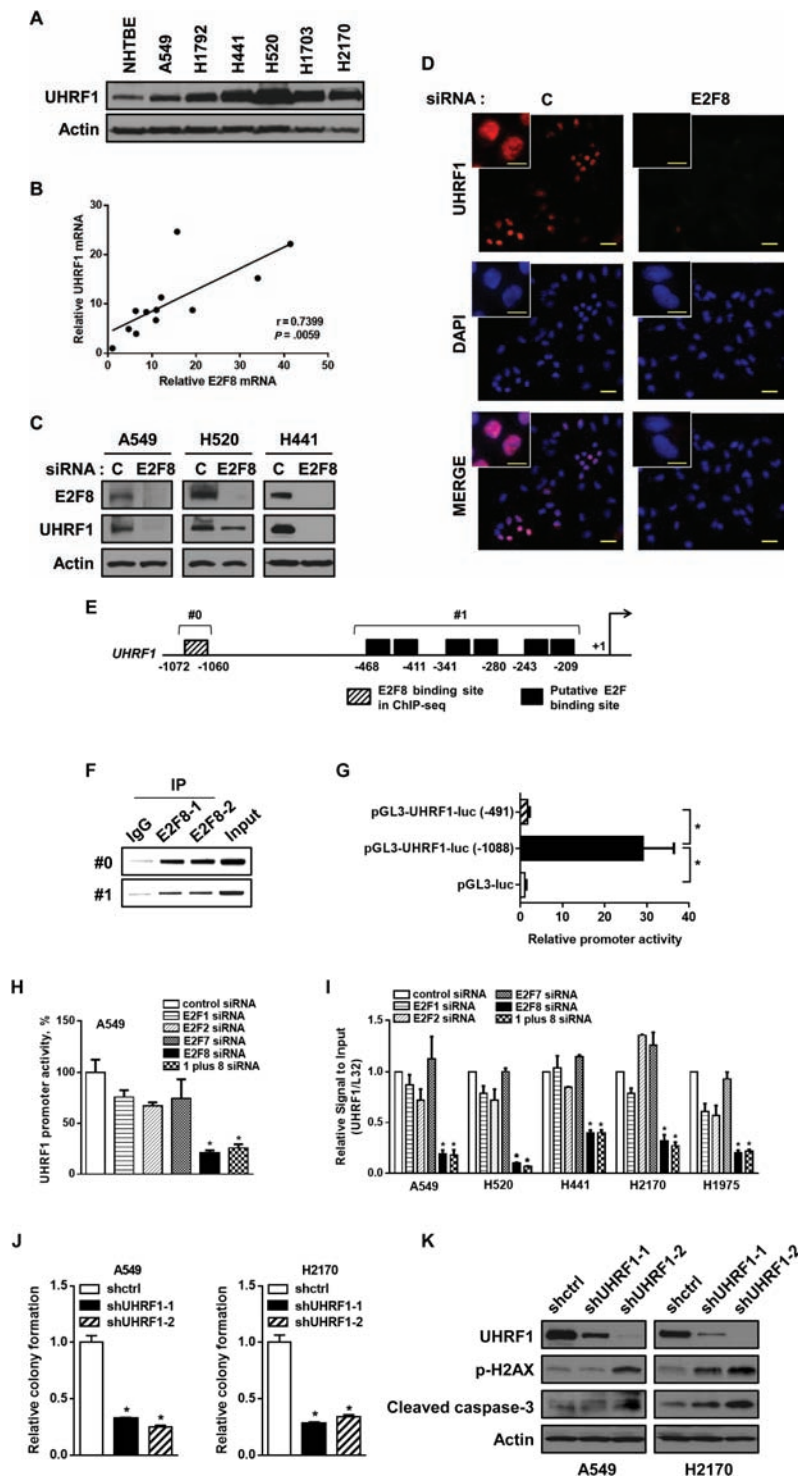 A
NHTBE A549 H1792 H441 H520 H1703 H2170
UHRF1
Actin
B
Relative UHRF1 mRNA
30
20
10
0
r = 0.7399
P = .0059
0 10 20 30 40 50
Relative E2F8 mRNA
C
A549 H520 H441
siRNA : C E2F8 C E2F8 C E2F8
E2F8
UHRF1
Actin
D
siRNA : C E2F8
UHRF1
DAPI
MERGE
E
#0 #1
UHRF1 +1
-1072 -1060 -468 -411 -341 -280 -243 -209
E2F8 binding site
in ChIP-seq
Putative E2F
binding site
F
IP
IgG E2F8-1 E2F8-2 Input
#0
#1
G
pGL3-UHRF1-luc (-491)
pGL3-UHRF1-luc (-1088)
pGL3-luc
* *
0 10 20 30 40
Relative promoter activity
H
UHRF1 promoter activity, %
A549
control siRNA
E2F1 siRNA
E2F2 siRNA
E2F7 siRNA
E2F8 siRNA
1 plus 8 siRNA
100
50
0
* *
I
Relative Signal to Input
(UHRF1/L32)
control siRNA E2F7 siRNA
E2F1 siRNA E2F8 siRNA
E2F2 siRNA 1 plus 8 siRNA
1.5
1.0
0.5
0.0
* * * * * * * * * *
A549 H520 H441 H2170 H1975
J
A549
Relative colony formation
shctrl
shUHRF1-1
shUHRF1-2
1.5
1.0
0.5
0.0
* *
H2170
Relative colony formation
shctrl
shUHRF1-1
shUHRF1-2
1.5
1.0
0.5
0.0
* *
K
shctrl shUHRF1-1 shUHRF1-2 shctrl shUHRF1-1 shUHRF1-2
UHRF1
p-H2AX
Cleaved caspase-3
Actin
A549 H2170